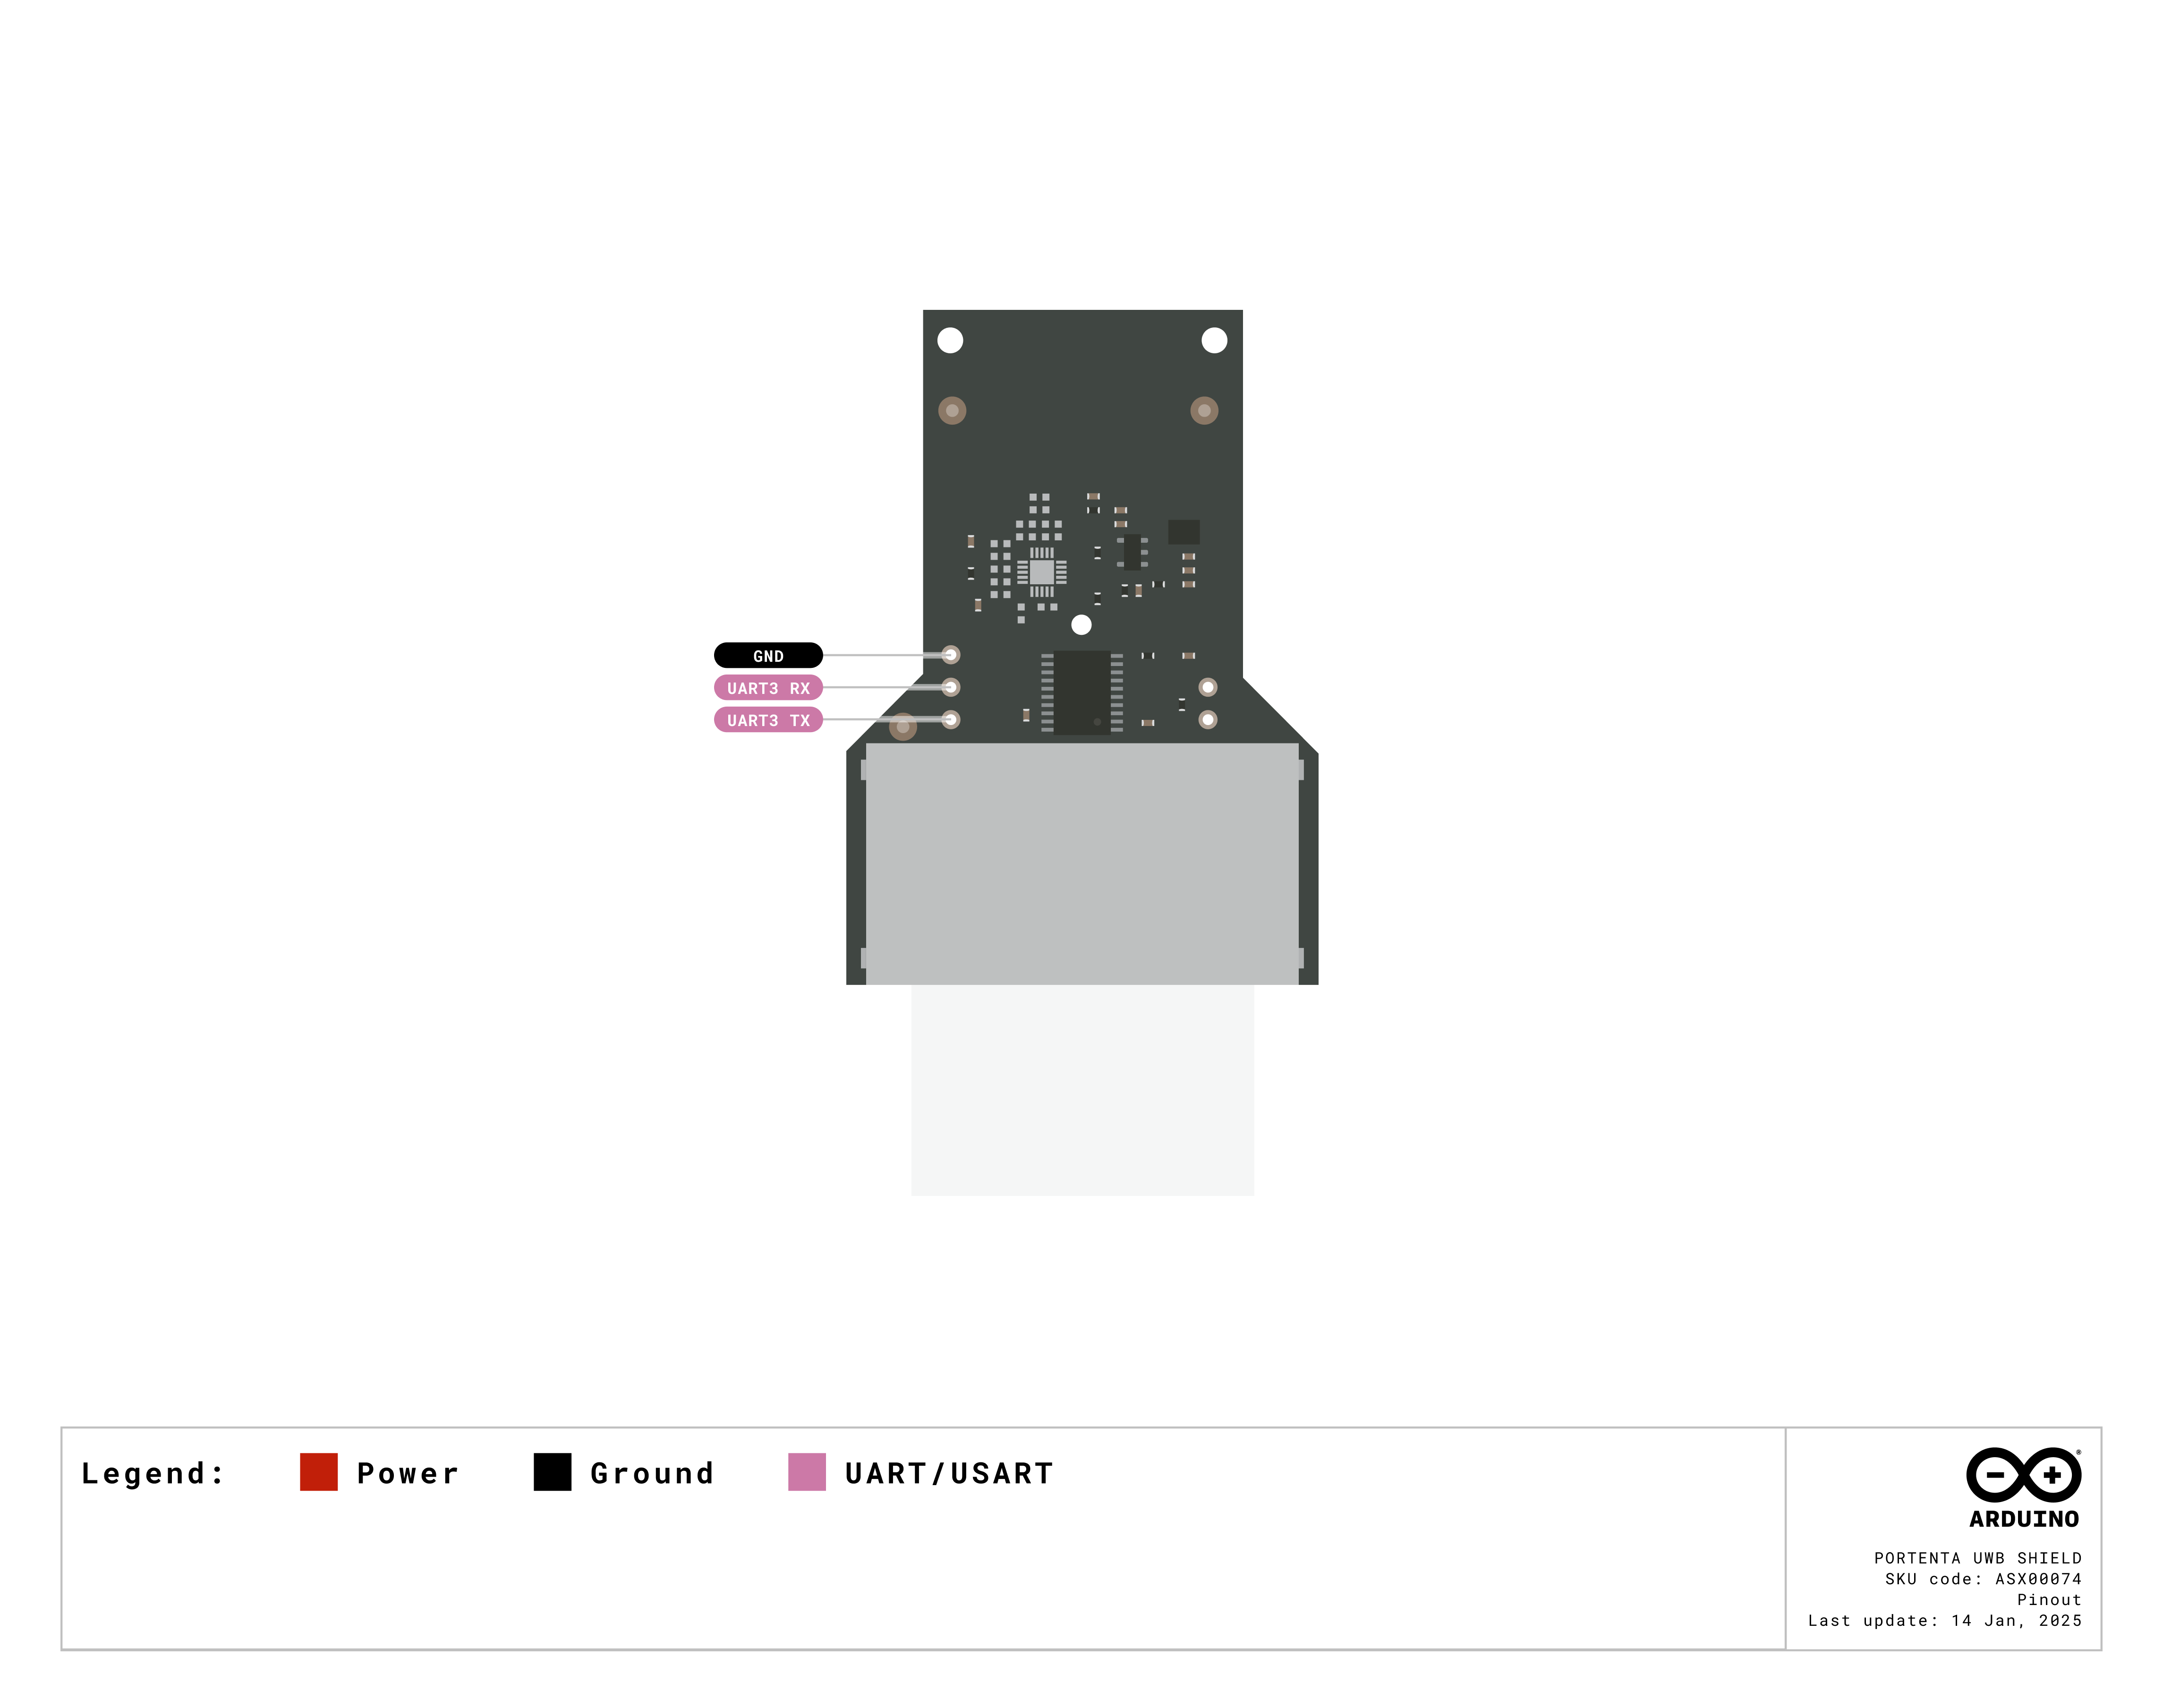 GND
UART3 RX
UART3 TX
Legend: Power Ground UART/USART
®
ARDUINO
PORTENTA UWB SHIELD
SKU code: ASX00074
Pinout
Last update: 14 Jan, 2025